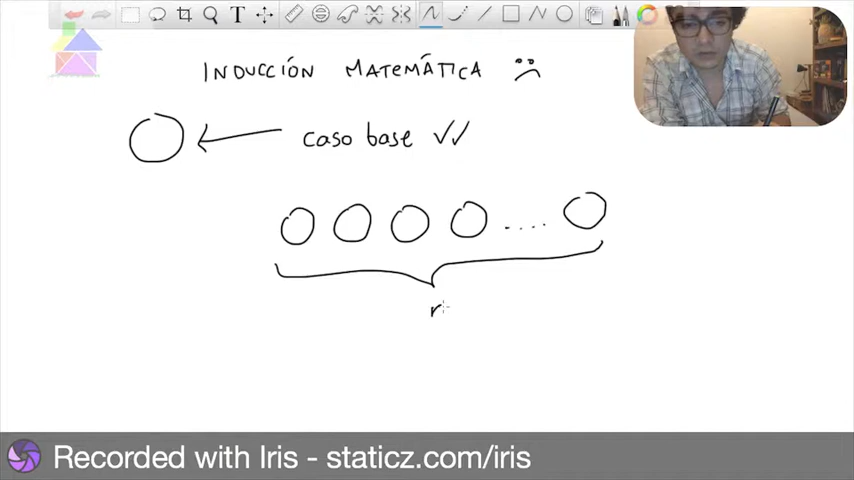 T
INDUCCIÓN MATEMÁTICA
caso base
Recorded with Iris - staticz.com/iris